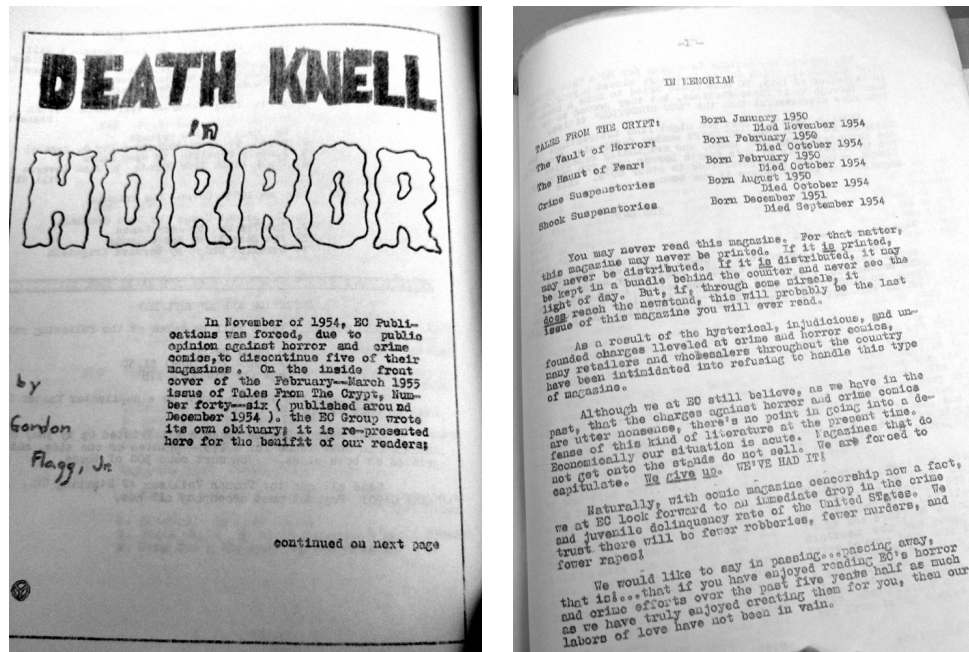 DEATH KNELL
in
HORROR
In November of 1954, EC Publi-
cations was forced, due to public
opinion against horror and crime
comics,to discontinue five of their
magazines. On the inside front
cover of the February--March 1955
issue of Tales From The Crypt, Num-
ber forty--six ( published around
December 1954 ). the EC Group wrote
its own obituary; it is re-presented
here for the benifit of our readers;
by
Gordon
Flagg, Jr.
continued on next page
-1-
IN MEMORIAM
TALES FROM THE CRYPT: Born January 1950
Died November 1954
The Vault of Horror: Born February 1950
Died October 1954
The Haunt of Fear: Born February 1950
Died October 1954
Crime Suspenstories Born August 1950
Died October 1954
Shock Suspenstories Born December 1951
Died September 1954
You may never read this magazine. For that matter,
this magazine may never be printed. If it is printed,
may never be distributed. If it is distributed, it may
be kept in a bundle behind the counter and never see the
light of day. But, if, through some miracle, it
does reach the newstand, this will probably be the last
issue of this magazine you will ever read.
As a result of the hysterical, injudicious, and un-
founded charges lleveled at crime and horror comics,
many retailers and wholesalers throughout the country
have been intimidated into refusing to handle this type
of magazine.
Although we at EC still believe, as we have in the
past, that the charges against horror and crime comics
are utter nonsense, there's no point in going into a de-
fense of this kind of literature at the present time.
Economically our situation is acute. Magazines that do
not get onto the stands do not sell. We are forced to
capitulate. We give up. WE'VE HAD IT!
Naturally, with comic magazine censorship now a fact,
we at EC look forward to an immediate drop in the crime
and juvenile dolinquency rate of the United States. We
trust there will be fewer robberies, fewer murders, and
fewer rapes!
We would like to say in passing...pascing away,
that is!...that if you have enjoyed reading EC's horror
and crime efforts over the past five years half as much
as we have truly enjoyed creating them for you, then our
labors of love have not been in vain.